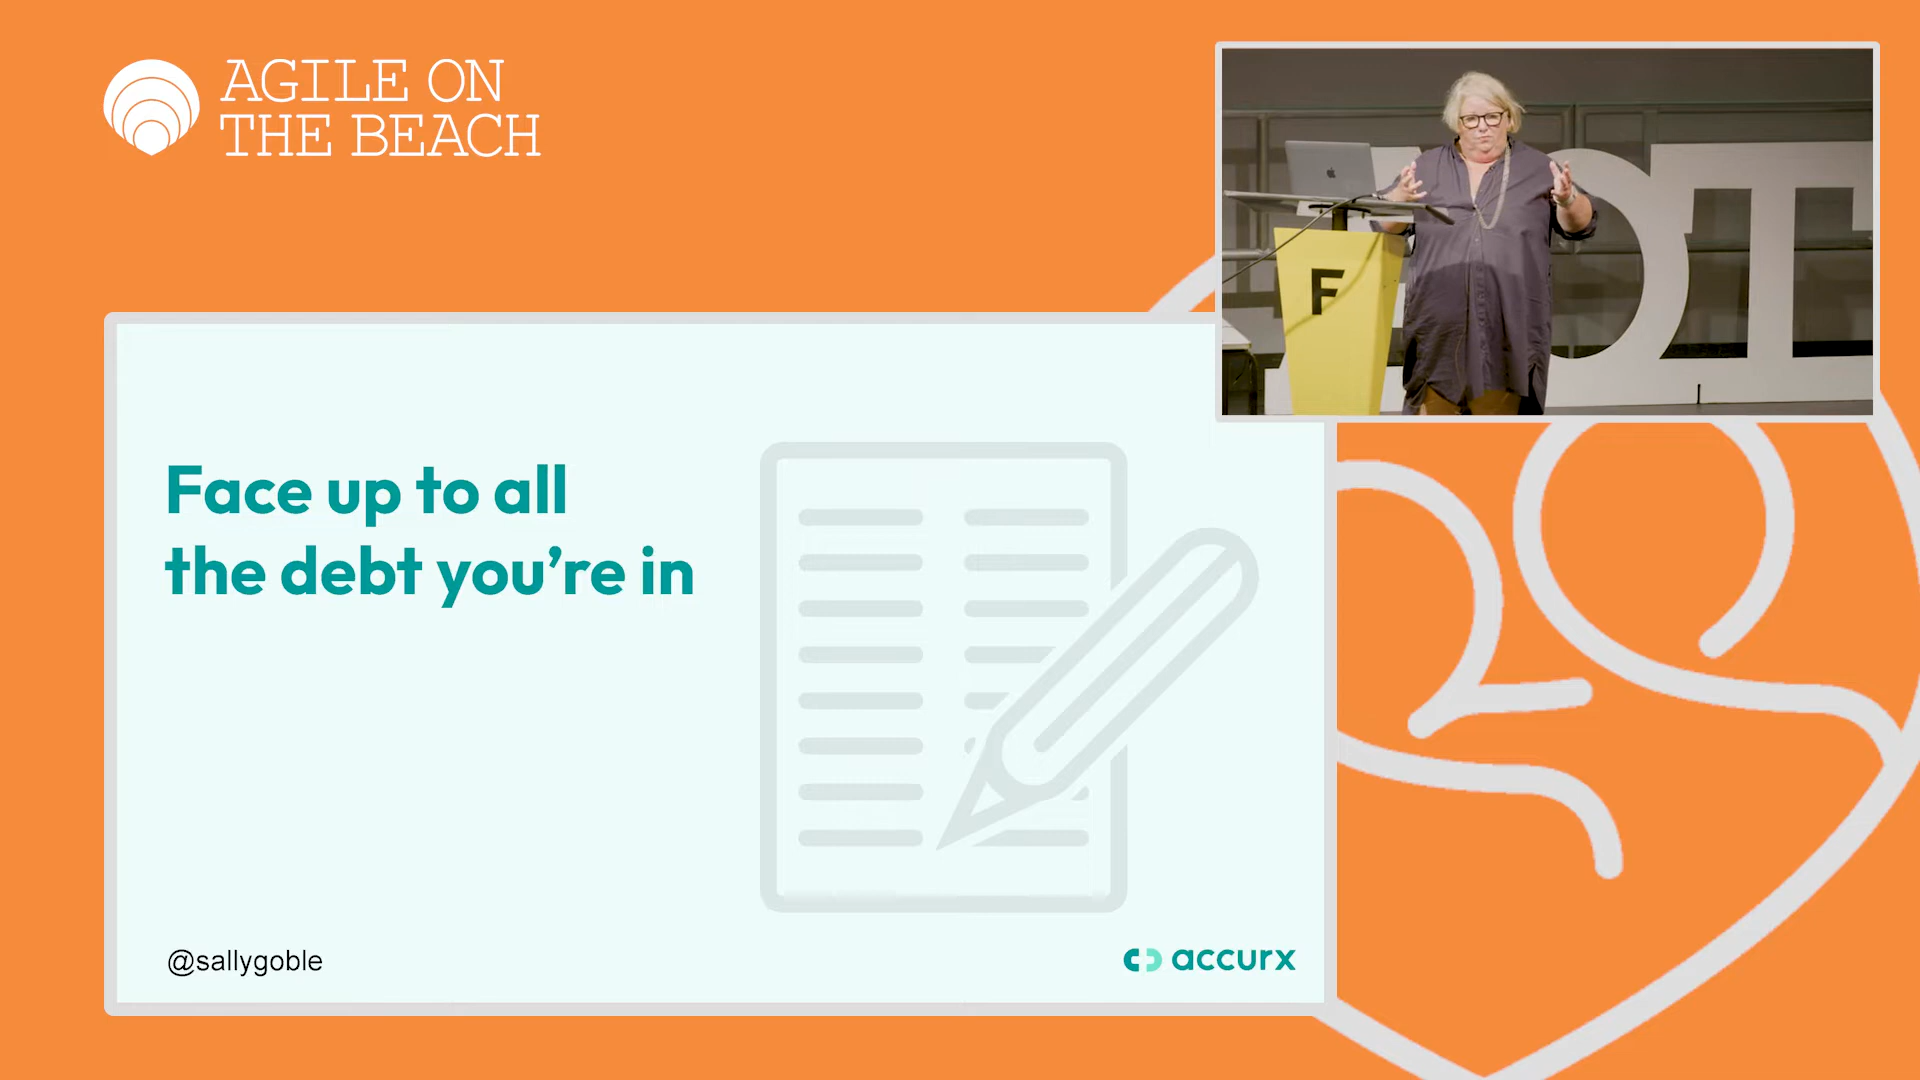 AGILE ON
THE BEACH
F
Face up to all
the debt you’re in
@sallygoble
accurx